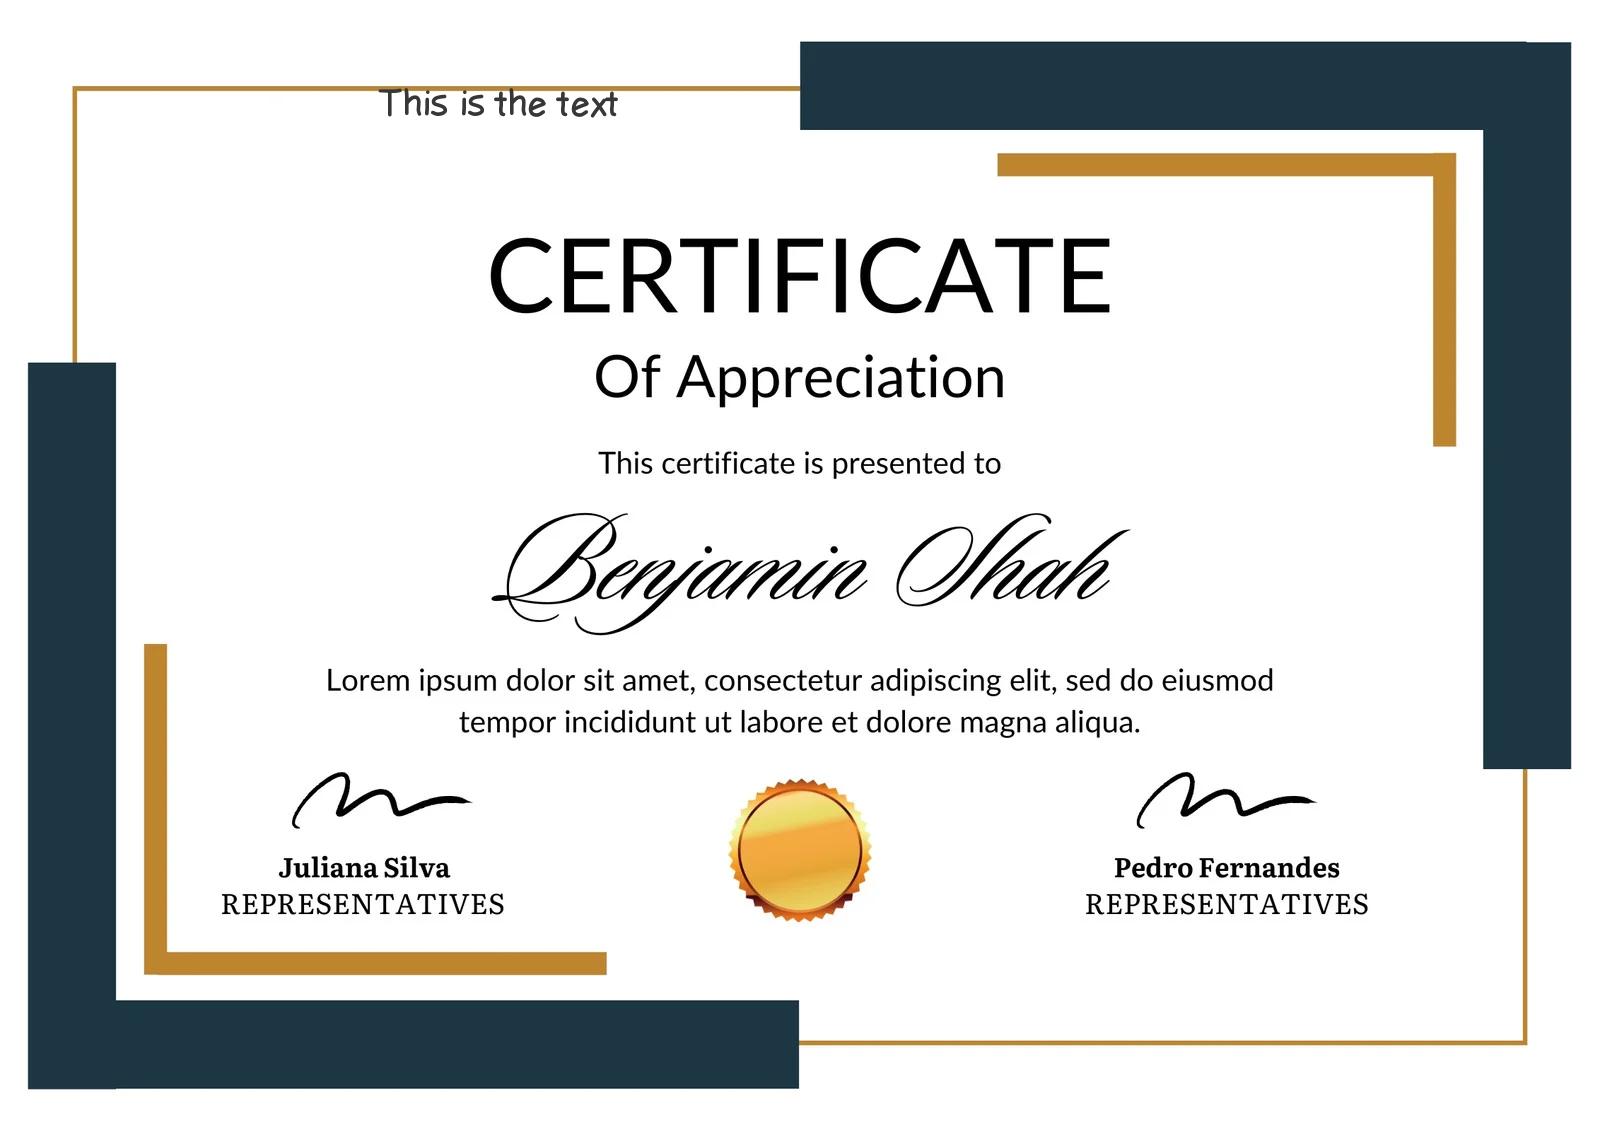 This is the text
CERTIFICATE
Of Appreciation
This certificate is presented to
Benjamin Shah
Lorem ipsum dolor sit amet, consectetur adipiscing elit, sed do eiusmod
tempor incididunt ut labore et dolore magna aliqua.
Juliana Silva
REPRESENTATIVES
Pedro Fernandes
REPRESENTATIVES